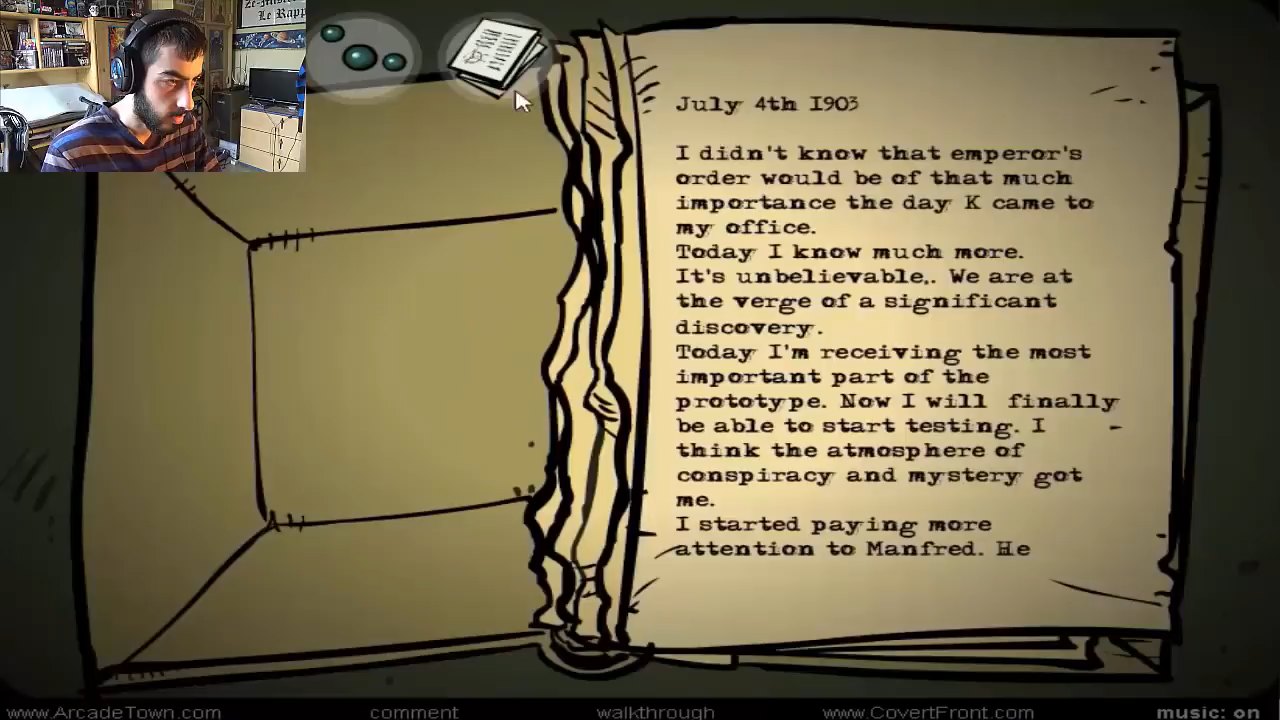 Ze-
Le Rapp
July 4th 1903
I didn't know that emperor's
order would be of that much
importance the day K came to
my office.
Today I know much more.
It's unbelievable,. We are at
the verge of a significant
discovery.
Today I'm receiving the most
important part of the
prototype. Now I will finally
be able to start testing. I
think the atmosphere of
conspiracy and mystery got
me.
I started paying more
attention to Manfred. He
www.ArcadeTown.com comment walkthrough www.CovertFront.com music: on